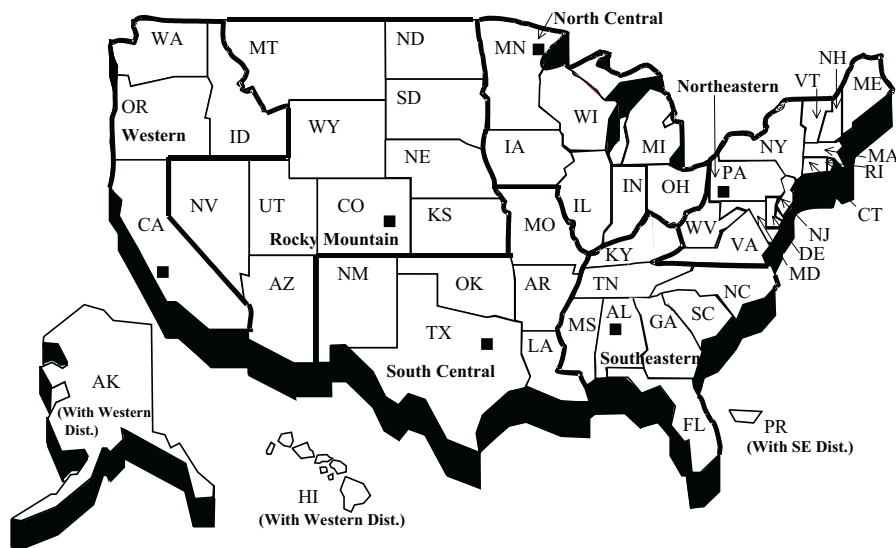 North Central
WA
MT
ND
MN
NH
Northeastern
VT
ME
OR
Western
ID
WY
SD
WI
MI
NY
MA
RI
CT
NE
IA
PA
NJ
DE
MD
NV
UT
CO
Rocky Mountain
KS
MO
IL
IN
OH
WV
VA
KY
CA
AZ
NM
OK
AR
TN
NC
SC
TX
South Central
LA
MS
AL
GA
Southeastern
FL
PR
(With SE Dist.)
AK
(With Western
Dist.)
HI
(With Western Dist.)